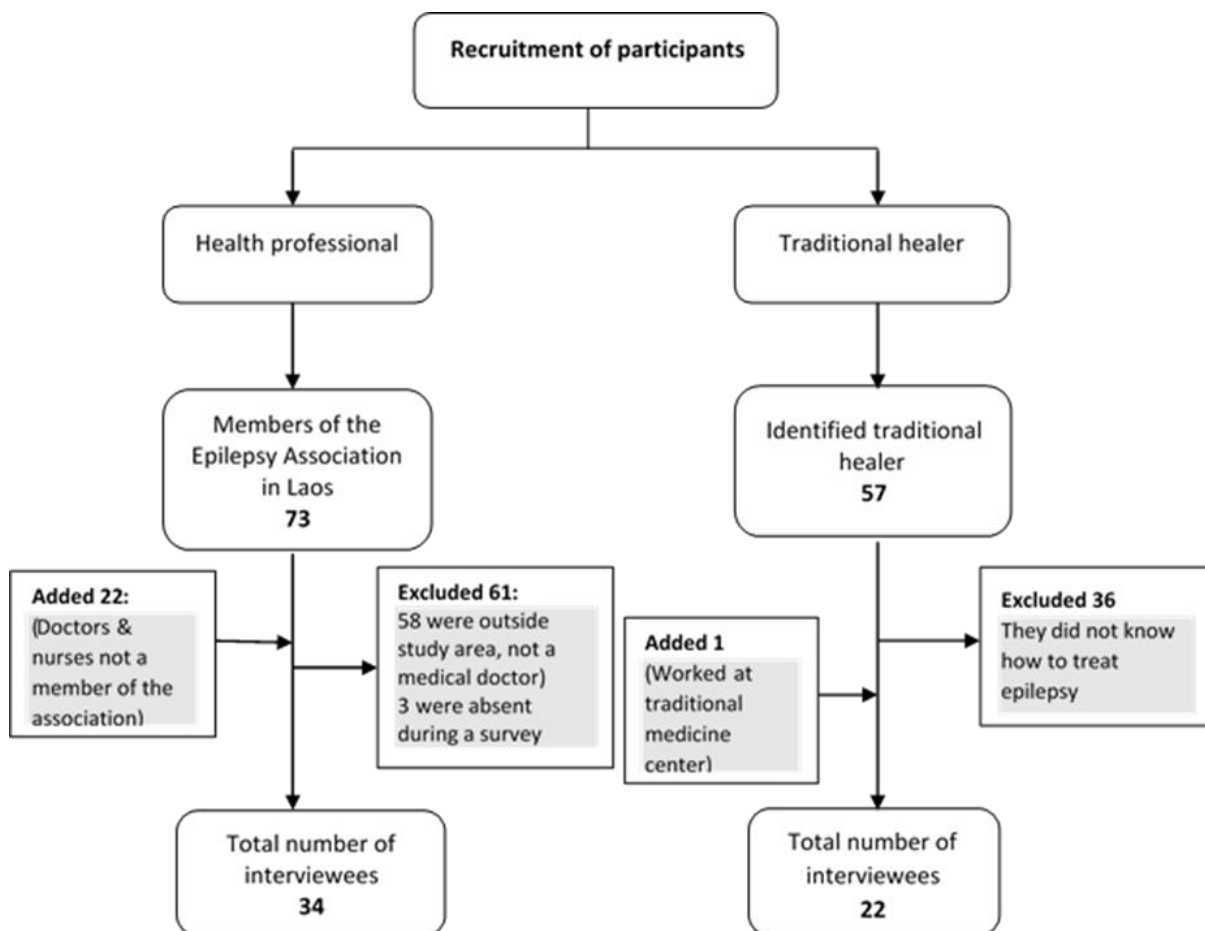 Recruitment of participants
Health professional
Traditional healer
Members of the
Epilepsy Association
in Laos
73
Identified traditional
healer
57
Added 22:
(Doctors &
nurses not a
member of the
association)
Excluded 61:
58 were outside
study area, not a
medical doctor)
3 were absent
during a survey
Added 1
(Worked at
traditional
medicine
center)
Excluded 36
They did not know
how to treat
epilepsy
Total number of
interviewees
34
Total number of
interviewees
22